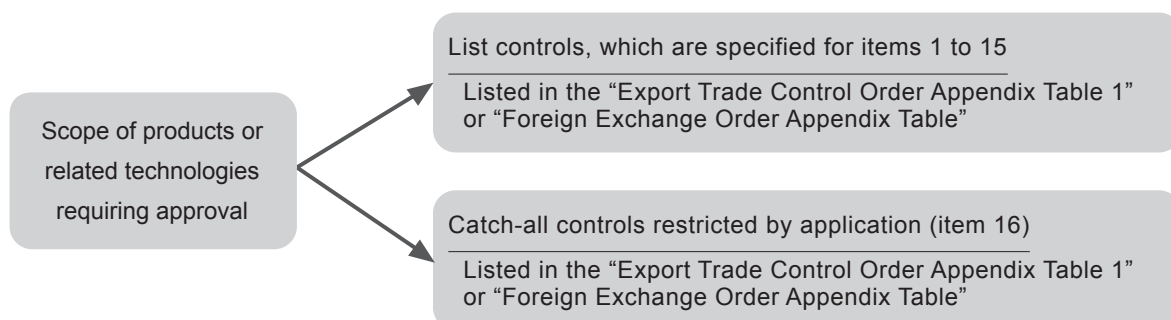 Scope of products or
related technologies
requiring approval
List controls, which are specified for items 1 to 15
Listed in the “Export Trade Control Order Appendix Table 1”
or “Foreign Exchange Order Appendix Table”
Catch-all controls restricted by application (item 16)
Listed in the “Export Trade Control Order Appendix Table 1”
or “Foreign Exchange Order Appendix Table”